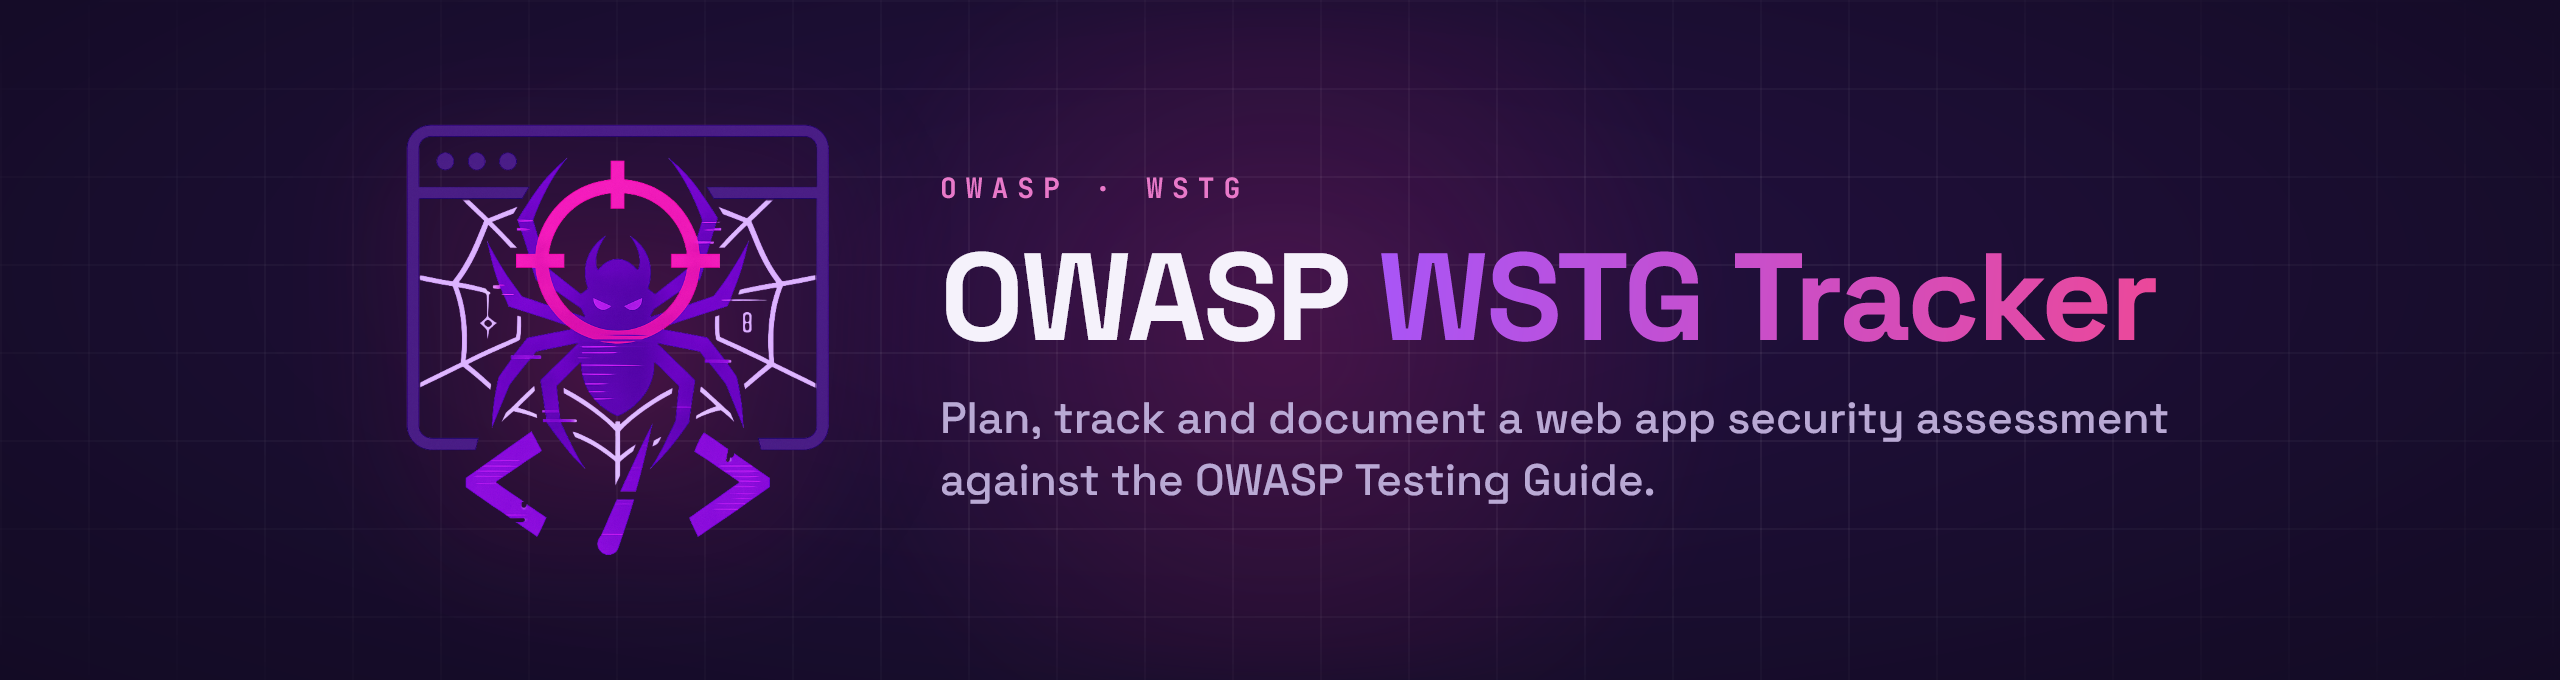 OWASP · WSTG
OWASP WSTG Tracker
Plan, track and document a web app security assessment
against the OWASP Testing Guide.